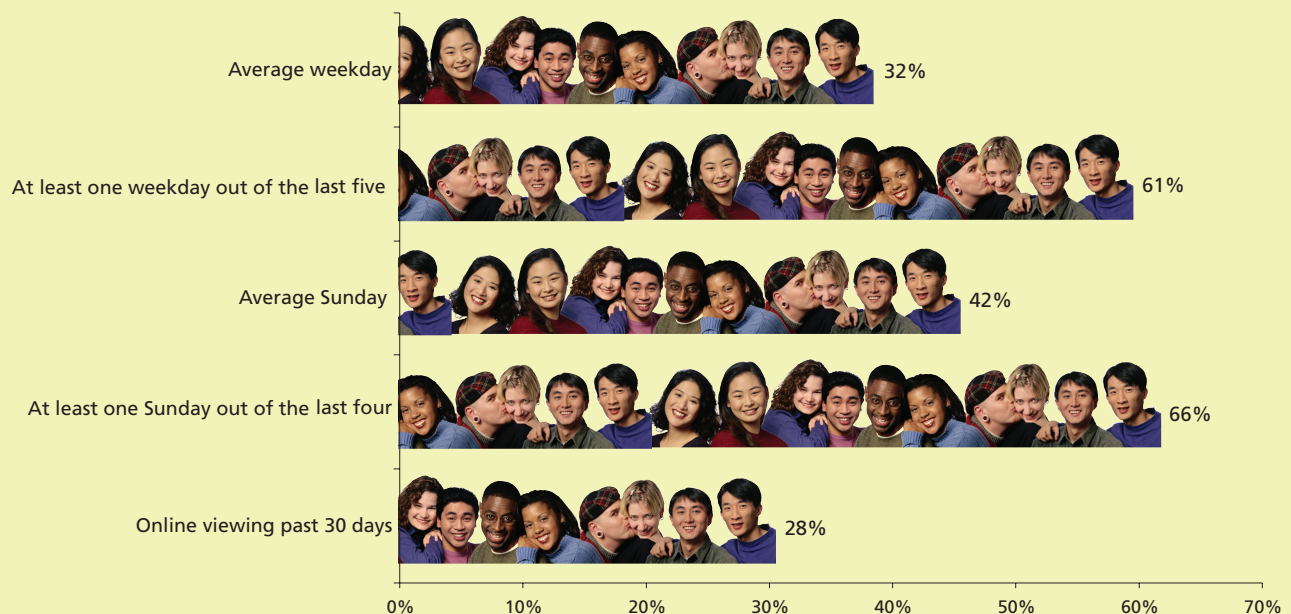 Average weekday
32%
At least one weekday out of the last five
61%
Average Sunday
42%
At least one Sunday out of the last four
66%
Online viewing past 30 days
28%
0% 10% 20% 30% 40% 50% 60% 70%